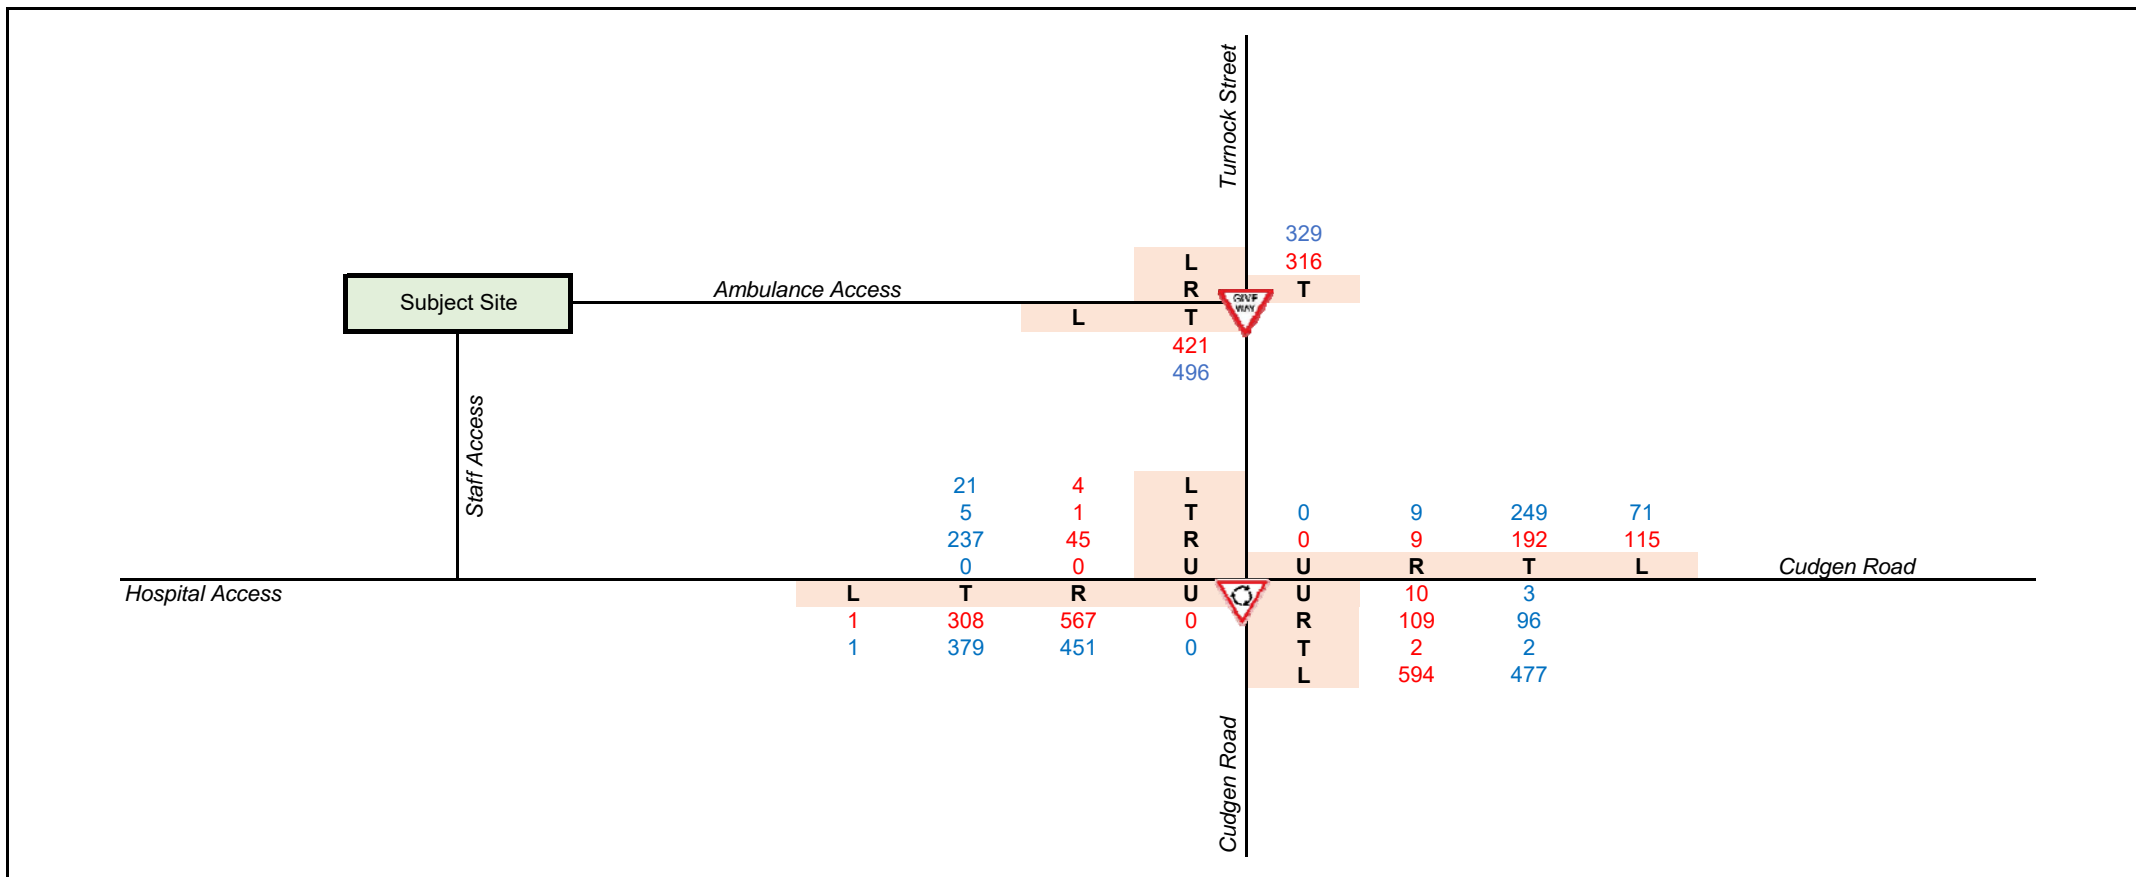 Turnock Street
329
L 316
Subject Site Ambulance Access R GIVE WAY T
L T
421
496
Staff Access
21 4 L
5 1 T 0 9 249 71
237 45 R 0 9 192 115
0 0 U U R T L Cudgen Road
Hospital Access L T R U U 10 3
1 308 567 0 R 109 96
1 379 451 0 T 2 2
L 594 477
Cudgen Road